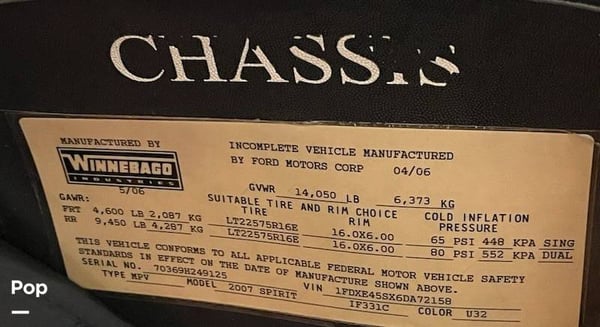 CHASSIS
MANUFACTURED BY
WINNEBAGO
INDUSTRIES
5/06
INCOMPLETE VEHICLE MANUFACTURED
BY FORD MOTORS CORP 04/06
GVWR 14,050 LB 6,373 KG
GAWR:
SUITABLE TIRE AND RIM CHOICE
TIRE RIM
COLD INFLATION
PRESSURE
FRT 4,600 LB 2,087 KG LT22575R16E 16.0X6.00 65 PSI 448 KPA SING
RR 9,450 LB 4,287 KG LT22575R16E 16.0X6.00 80 PSI 552 KPA DUAL
THIS VEHICLE CONFORMS TO ALL APPLICABLE FEDERAL MOTOR VEHICLE SAFETY
STANDARDS IN EFFECT ON THE DATE OF MANUFACTURE SHOWN ABOVE.
SERIAL NO. 70369H249125 VIN 1FDXE45SX6DA72158
TYPE MPV MODEL 2007 SPIRIT IF331C COLOR U32
Pop